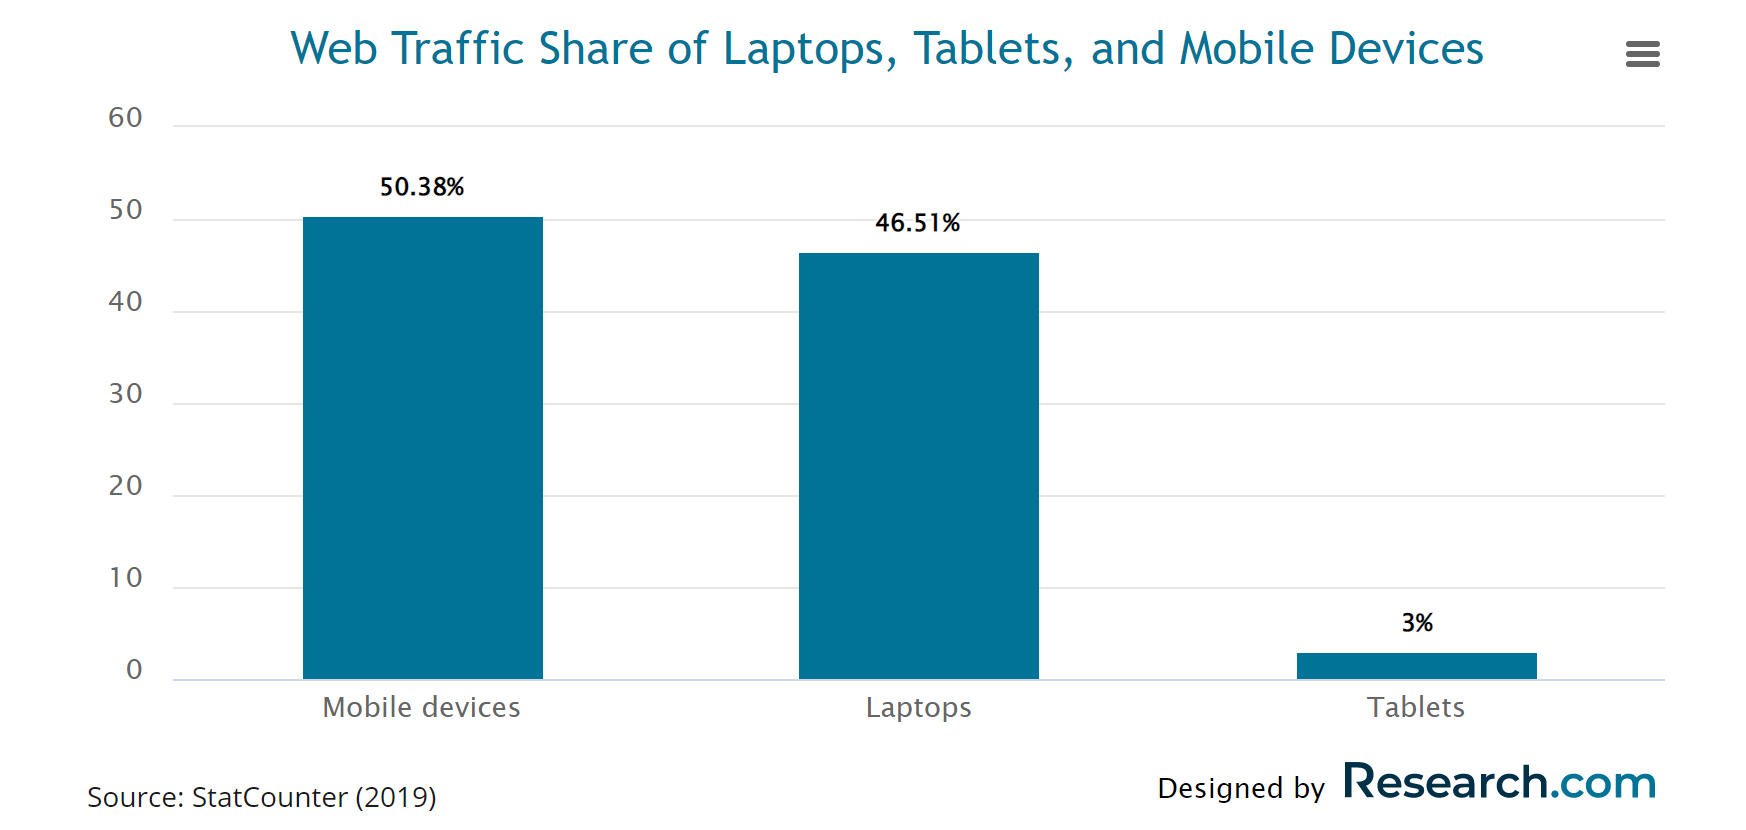 Web Traffic Share of Laptops, Tablets, and Mobile Devices
60
50
40
30
20
10
0
50.38%
46.51%
3%
Mobile devices
Laptops
Tablets
Source: StatCounter (2019)
Designed by Research.com